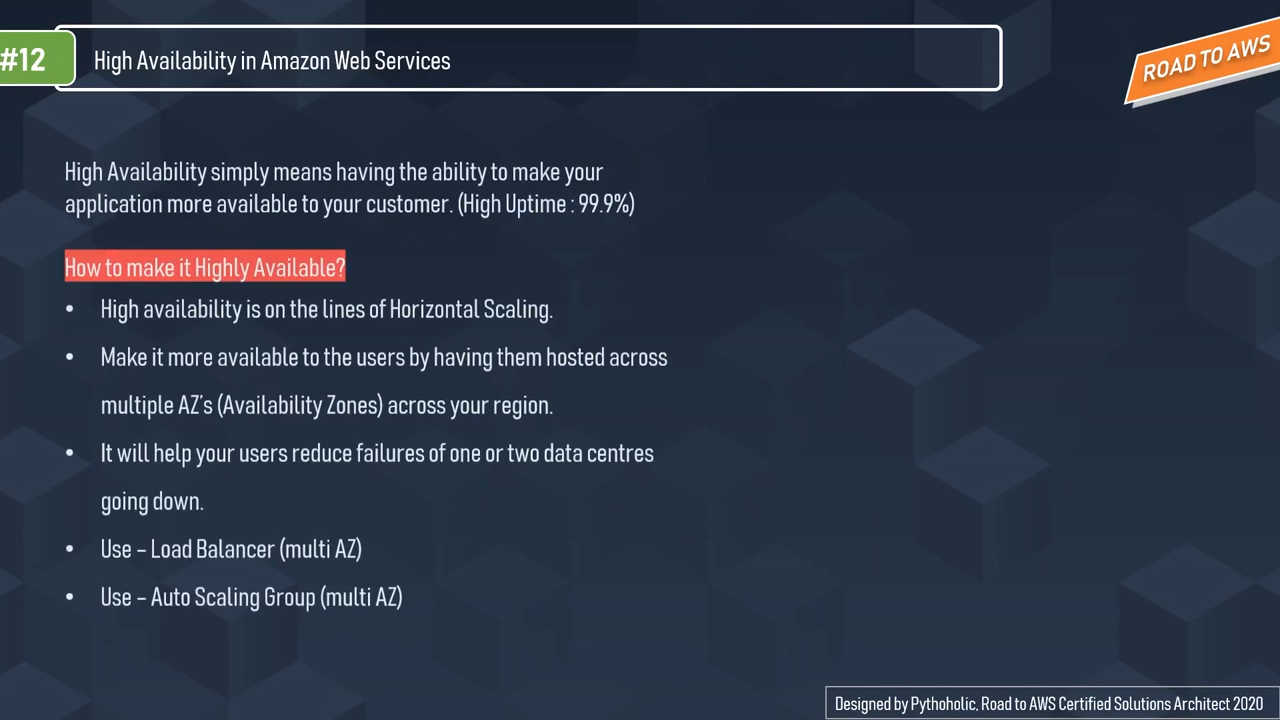 #12
High Availability in Amazon Web Services
ROAD TO AWS
High Availability simply means having the ability to make your
application more available to your customer. (High Uptime : 99.9%)
How to make it Highly Available?
• High availability is on the lines of Horizontal Scaling.
• Make it more available to the users by having them hosted across
multiple AZ's (Availability Zones) across your region.
• It will help your users reduce failures of one or two data centres
going down.
• Use – Load Balancer (multi AZ)
• Use – Auto Scaling Group (multi AZ)
Designed by Pythoholic, Road to AWS Certified Solutions Architect 2020